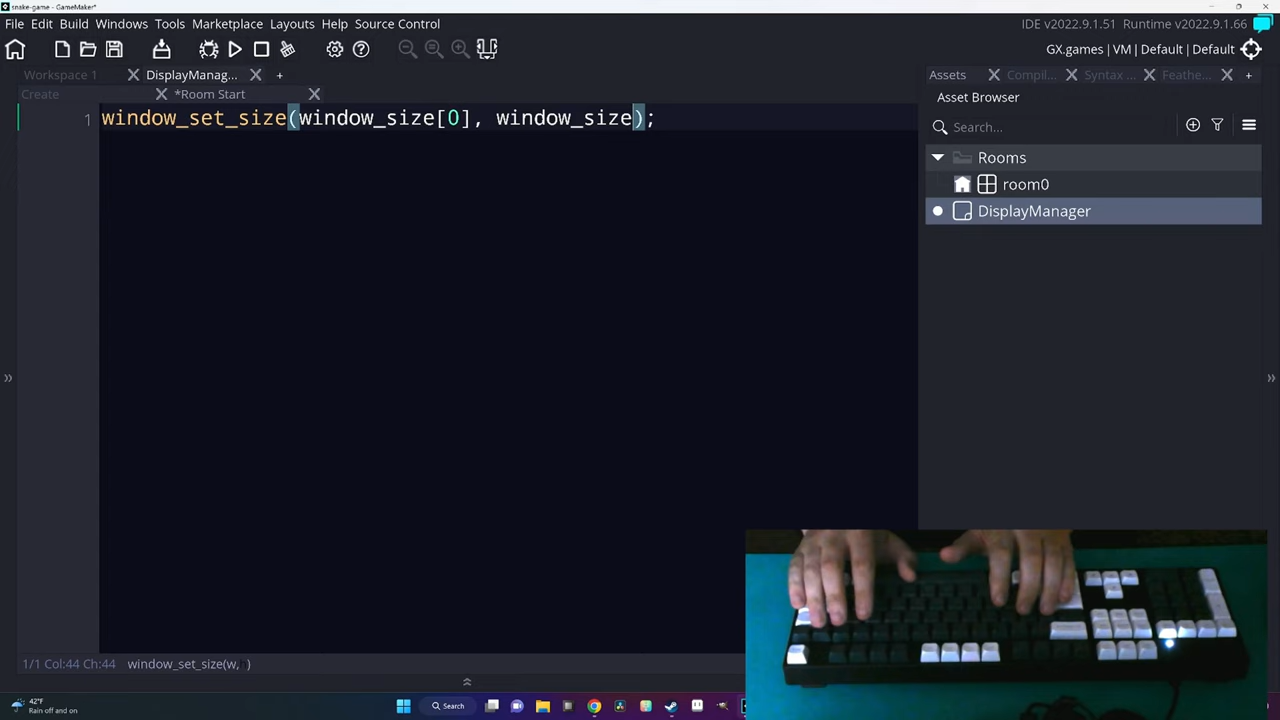 snake-game - GameMaker*
File Edit Build Windows Tools Marketplace Layouts Help Source Control
IDE v2022.9.1.51 Runtime v2022.9.1.66
GX.games | VM | Default | Default
Workspace 1 DisplayManag... +
Assets Compil... Syntax ... Feathe... +
Create *Room Start
Asset Browser
1 window_set_size(window_size[0], window_size);
Search...
Rooms
room0
DisplayManager
1/1 Col:44 Ch:44 window_set_size(w, )
42°F
Rain off and on
Search